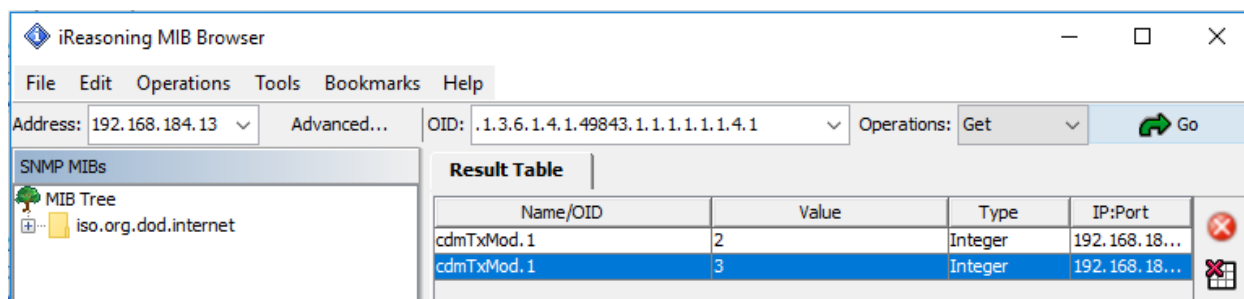 iReasoning MIB Browser
File Edit Operations Tools Bookmarks Help
Address: 192.168.184.13 Advanced... OID: .1.3.6.1.4.1.49843.1.1.1.1.1.1.4.1 Operations: Get Go
SNMP MIBs Result Table
MIB Tree
iso.org.dod.internet
Name/OID Value Type IP:Port
cdmTxMod.1 2 Integer 192.168.18...
cdmTxMod.1 3 Integer 192.168.18...